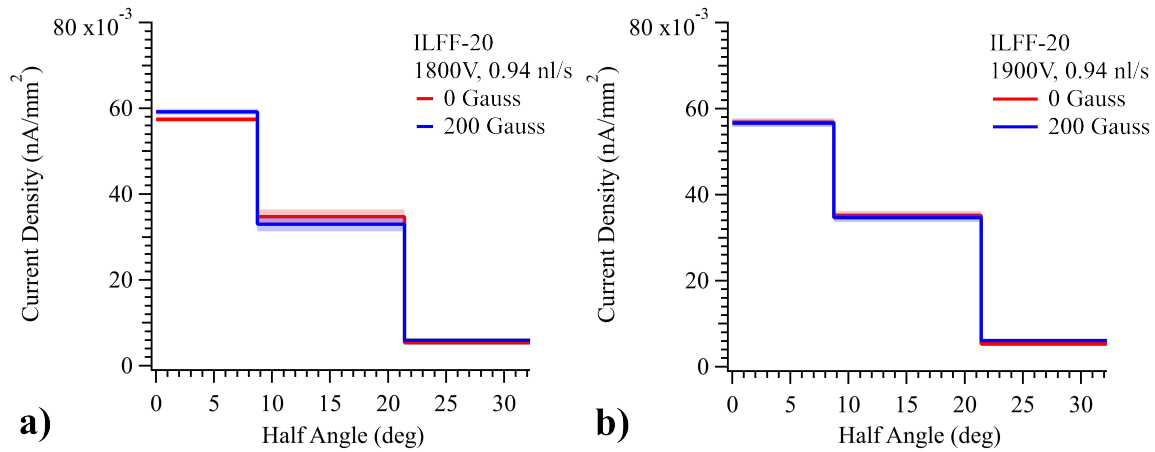 80 x10⁻³
60
40
20
0
Current Density (nA/mm²)
0 5 10 15 20 25 30
Half Angle (deg)
ILFF-20
1800V, 0.94 nl/s
0 Gauss
200 Gauss
a)
80 x10⁻³
60
40
20
0
Current Density (nA/mm²)
0 5 10 15 20 25 30
Half Angle (deg)
ILFF-20
1900V, 0.94 nl/s
0 Gauss
200 Gauss
b)